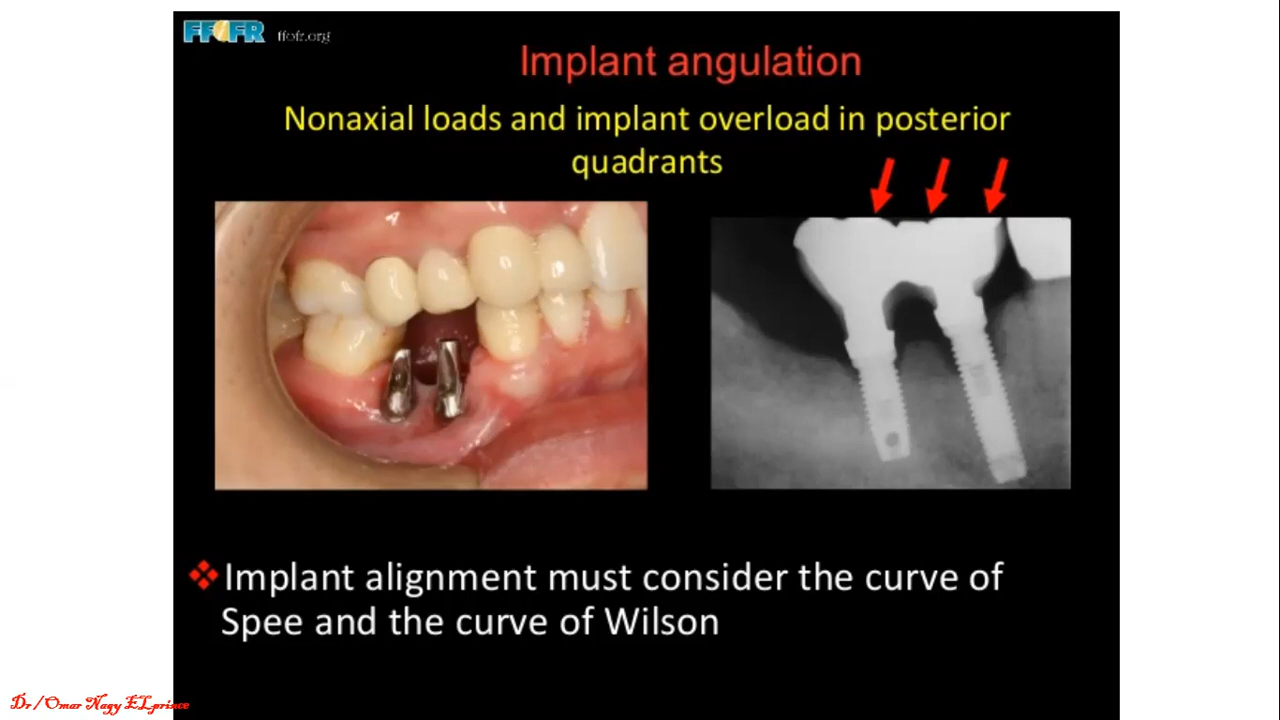 FFOFR ffofr.org
Implant angulation
Nonaxial loads and implant overload in posterior
quadrants
❖Implant alignment must consider the curve of
Spee and the curve of Wilson
Dr/Omar Nagy ELprince